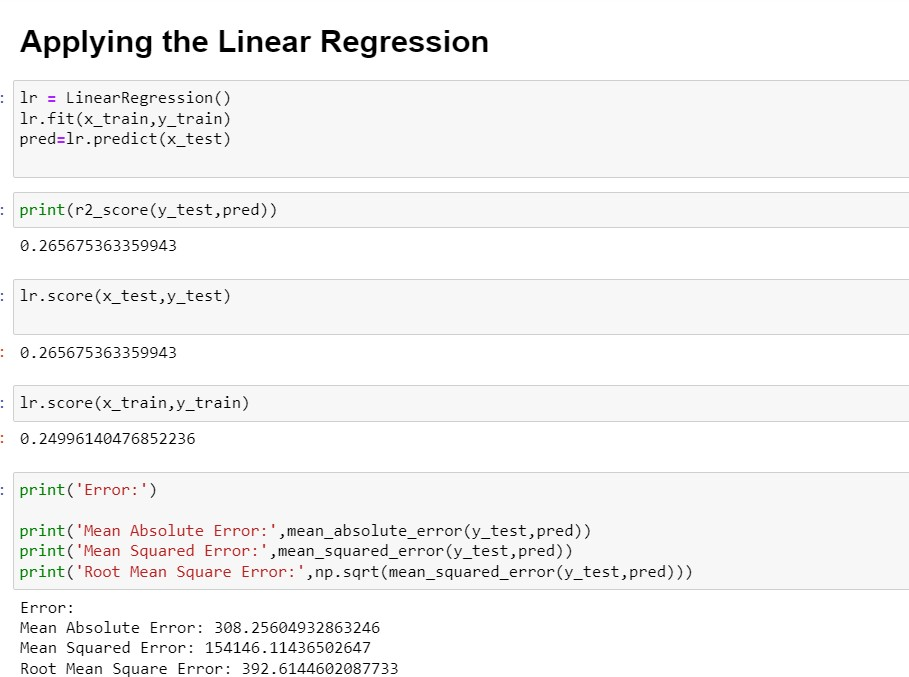 Applying the Linear Regression
: lr = LinearRegression()
lr.fit(x_train,y_train)
pred=lr.predict(x_test)
: print(r2_score(y_test,pred))
0.265675363359943
: lr.score(x_test,y_test)
: 0.265675363359943
: lr.score(x_train,y_train)
: 0.24996140476852236
: print('Error:')
print('Mean Absolute Error:',mean_absolute_error(y_test,pred))
print('Mean Squared Error:',mean_squared_error(y_test,pred))
print('Root Mean Square Error:',np.sqrt(mean_squared_error(y_test,pred)))
Error:
Mean Absolute Error: 308.25604932863246
Mean Squared Error: 154146.11436502647
Root Mean Square Error: 392.6144602087733